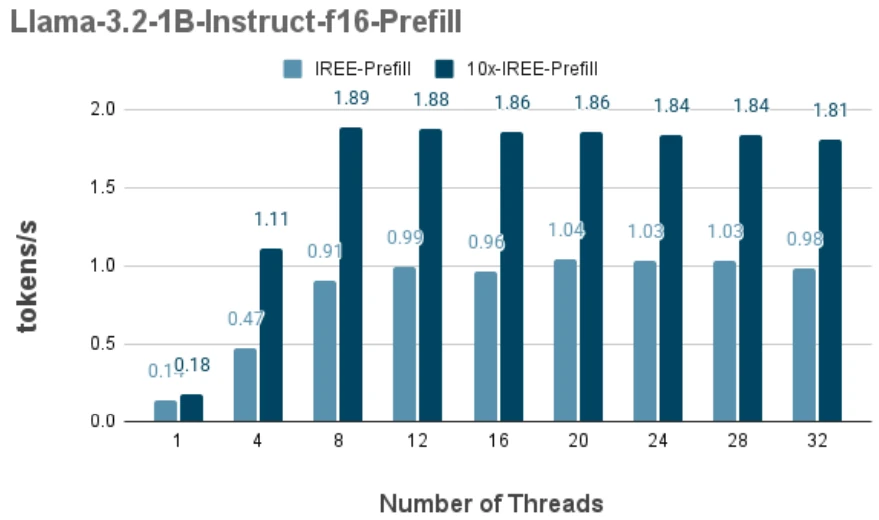 Llama-3.2-1B-Instruct-f16-Prefill
IREE-Prefill 10x-IREE-Prefill
2.0
1.89 1.88 1.86 1.86 1.84 1.84 1.81
1.5
1.11
1.0
0.91 0.99 0.96 1.04 1.03 1.03 0.98
0.5
0.47
0.14 0.18
0.0
1 4 8 12 16 20 24 28 32
tokens/s
Number of Threads